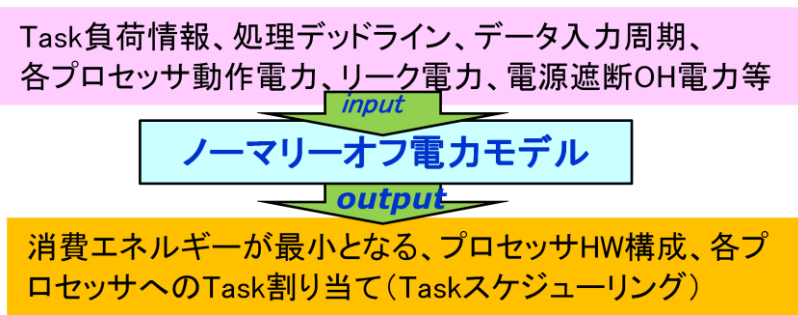 Task負荷情報、処理デッドライン、データ入力周期、
各プロセッサ動作電力、リーク電力、電源遮断OH電力等
input
ノーマリーオフ電力モデル
output
消費エネルギーが最小となる、プロセッサHW構成、各プ
ロセッサへのTask割り当て（Taskスケジューリング）